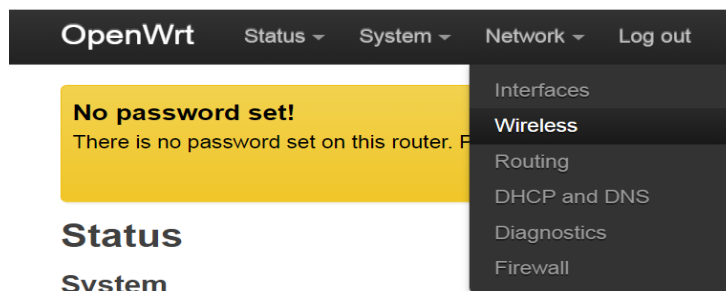 OpenWrt Status System Network Log out
Interfaces
No password set!
Wireless
There is no password set on this router.
Routing
DHCP and DNS
Status
Diagnostics
Firewall
System